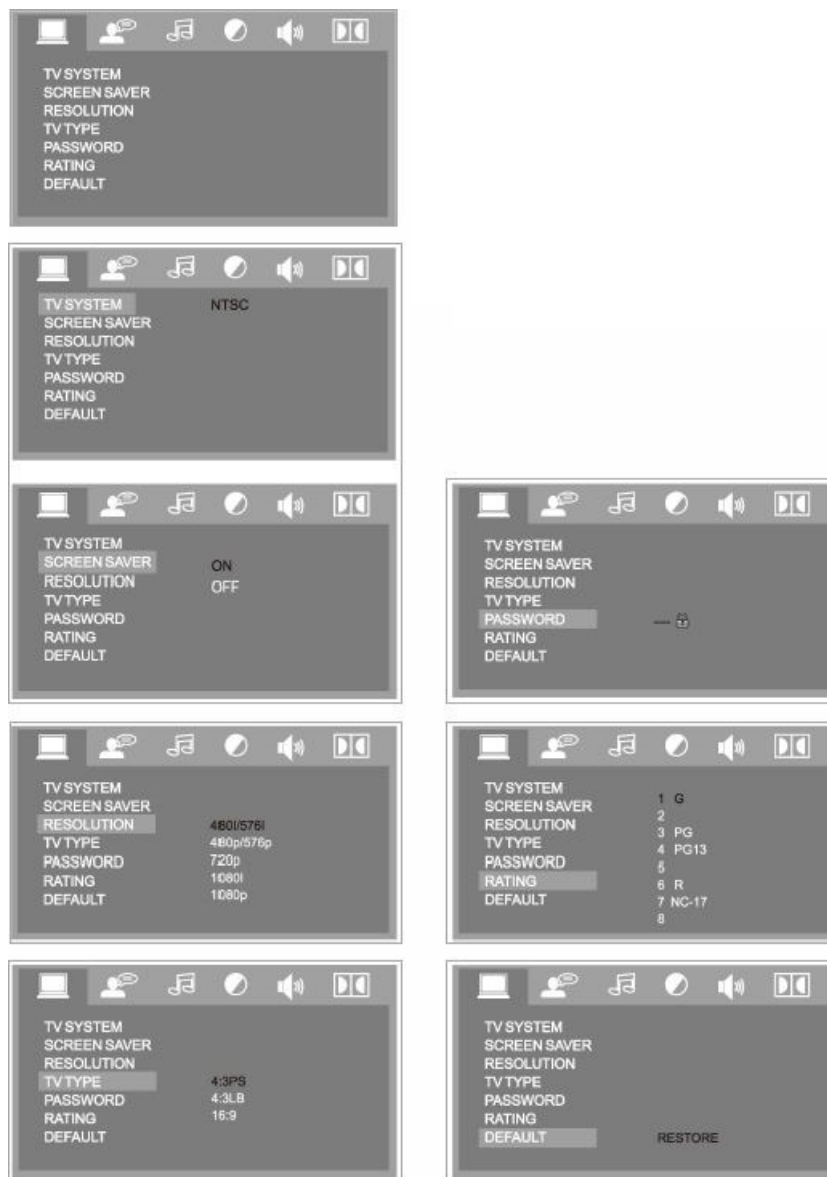 TV SYSTEM
SCREEN SAVER
RESOLUTION
TV TYPE
PASSWORD
RATING
DEFAULT
TV SYSTEM NTSC
SCREEN SAVER
RESOLUTION
TV TYPE
PASSWORD
RATING
DEFAULT
TV SYSTEM
SCREEN SAVER ON
RESOLUTION OFF
TV TYPE
PASSWORD
RATING
DEFAULT
TV SYSTEM
SCREEN SAVER
RESOLUTION
TV TYPE
PASSWORD ----
RATING
DEFAULT
TV SYSTEM
SCREEN SAVER
RESOLUTION 480I/576I
TV TYPE 480p/576p
PASSWORD 720p
RATING 1080I
DEFAULT 1080p
TV SYSTEM
SCREEN SAVER 1 G
RESOLUTION 2
TV TYPE 3 PG
PASSWORD 4 PG13
RATING 5
DEFAULT 6 R
7 NC-17
8
TV SYSTEM
SCREEN SAVER
RESOLUTION
TV TYPE 4:3PS
PASSWORD 4:3LB
RATING 16:9
DEFAULT
TV SYSTEM
SCREEN SAVER
RESOLUTION
TV TYPE
PASSWORD
RATING
DEFAULT RESTORE